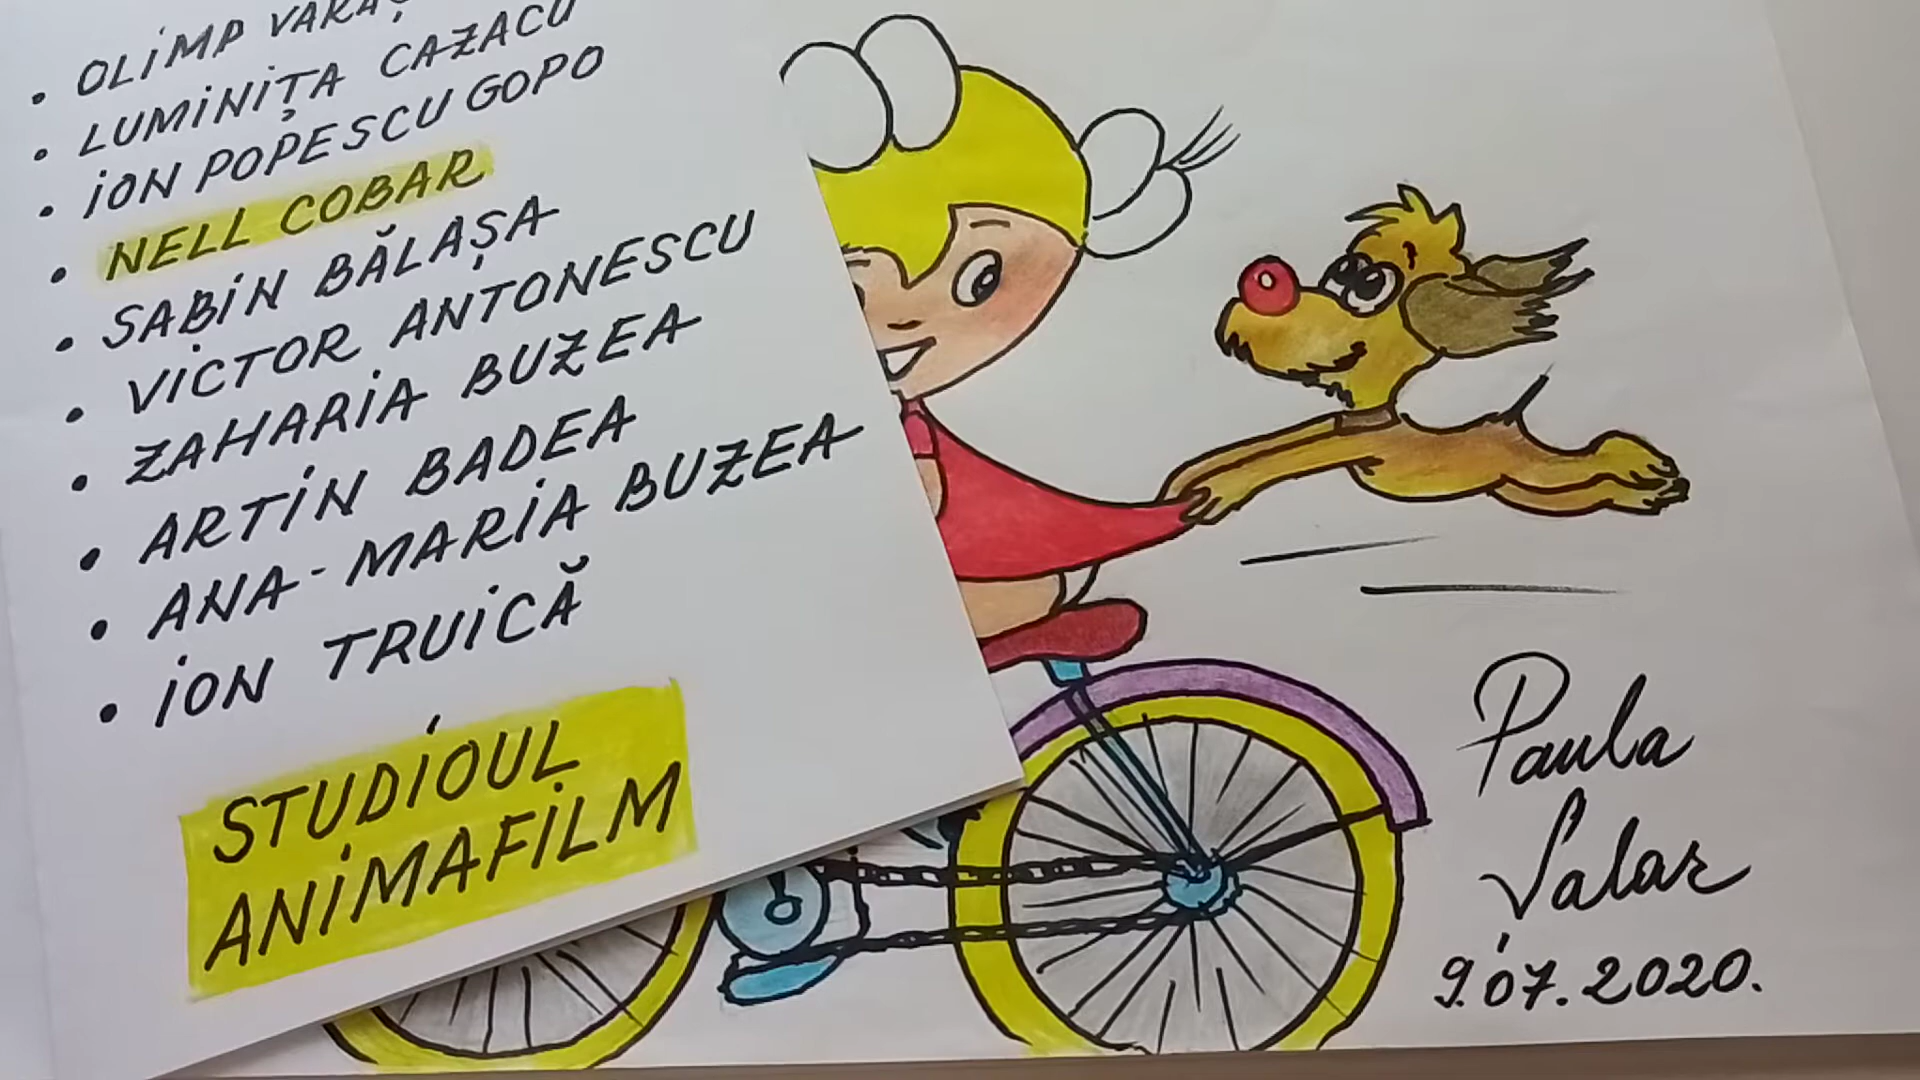 • OLIMP
• LUMINIȚA CAZACU
• ION POPESCU GOPO
• NELL COBAR
• SABIN BĂLAȘA
• VICTOR ANTONESCU
• ZAHARIA BUZEA
• ARTIN BADEA
• ANA-MARIA BUZEA
• ION TRUICĂ
STUDIOUL
ANIMAFILM
Paula
Salar
9.07.2020.